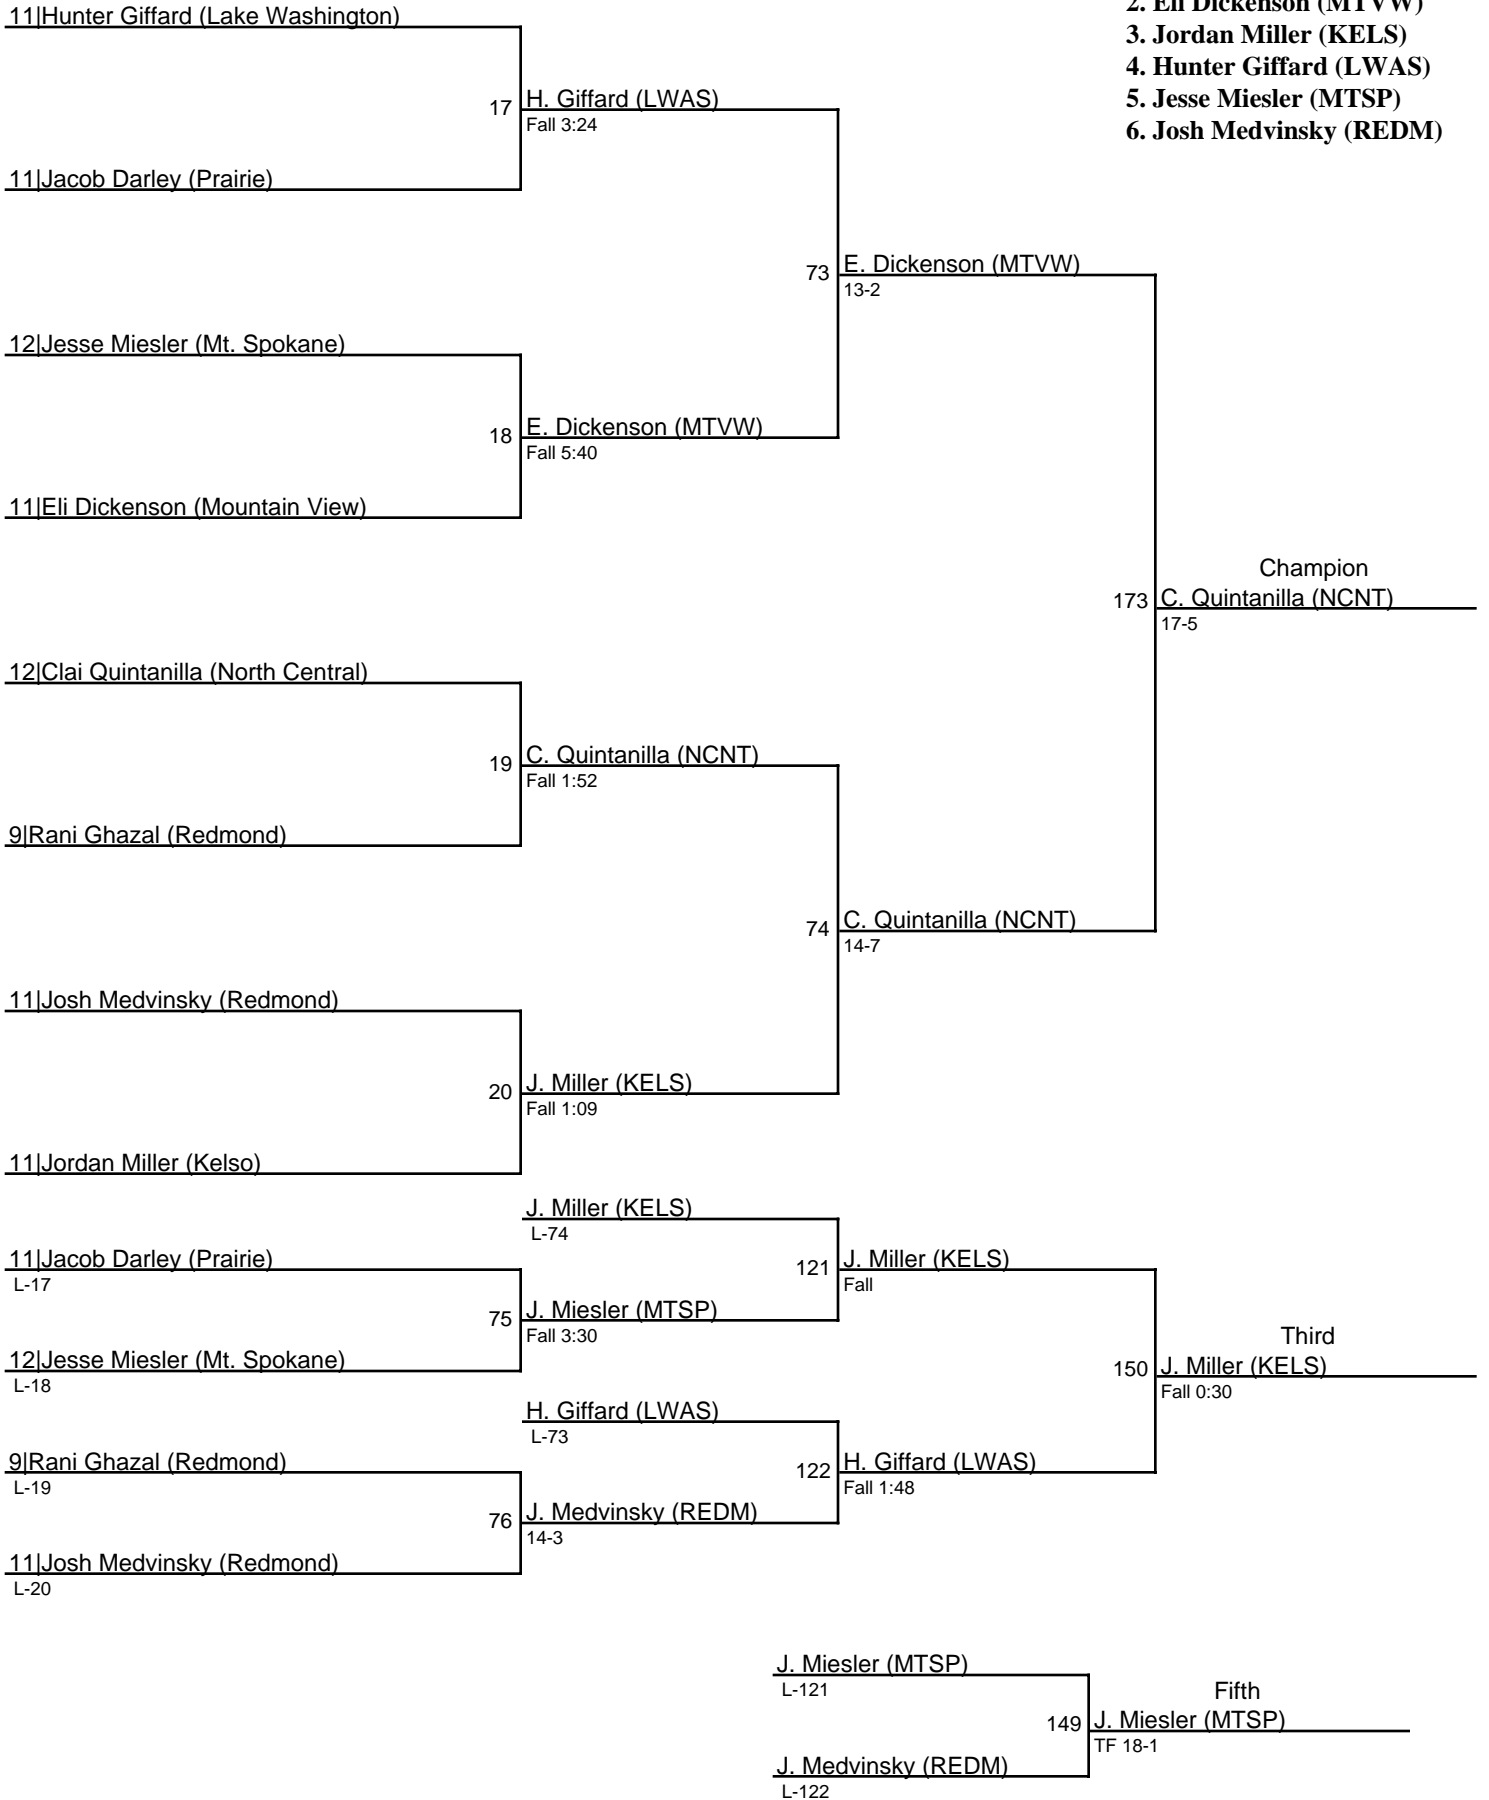 11|Hunter Giffard (Lake Washington)
2. Eli Dickenson (MTVW)
3. Jordan Miller (KELS)
4. Hunter Giffard (LWAS)
5. Jesse Miesler (MTSP)
6. Josh Medvinsky (REDM)
17 H. Giffard (LWAS)
Fall 3:24
11|Jacob Darley (Prairie)
73 E. Dickenson (MTVW)
13-2
12|Jesse Miesler (Mt. Spokane)
18 E. Dickenson (MTVW)
Fall 5:40
11|Eli Dickenson (Mountain View)
Champion
173 C. Quintanilla (NCNT)
17-5
12|Clai Quintanilla (North Central)
19 C. Quintanilla (NCNT)
Fall 1:52
9|Rani Ghazal (Redmond)
74 C. Quintanilla (NCNT)
14-7
11|Josh Medvinsky (Redmond)
20 J. Miller (KELS)
Fall 1:09
11|Jordan Miller (Kelso)
J. Miller (KELS)
L-74
11|Jacob Darley (Prairie)
L-17
121 J. Miller (KELS)
Fall
75 J. Miesler (MTSP)
Fall 3:30
12|Jesse Miesler (Mt. Spokane)
L-18
Third
150 J. Miller (KELS)
Fall 0:30
H. Giffard (LWAS)
L-73
9|Rani Ghazal (Redmond)
L-19
122 H. Giffard (LWAS)
Fall 1:48
76 J. Medvinsky (REDM)
14-3
11|Josh Medvinsky (Redmond)
L-20
J. Miesler (MTSP)
L-121
Fifth
149 J. Miesler (MTSP)
TF 18-1
J. Medvinsky (REDM)
L-122